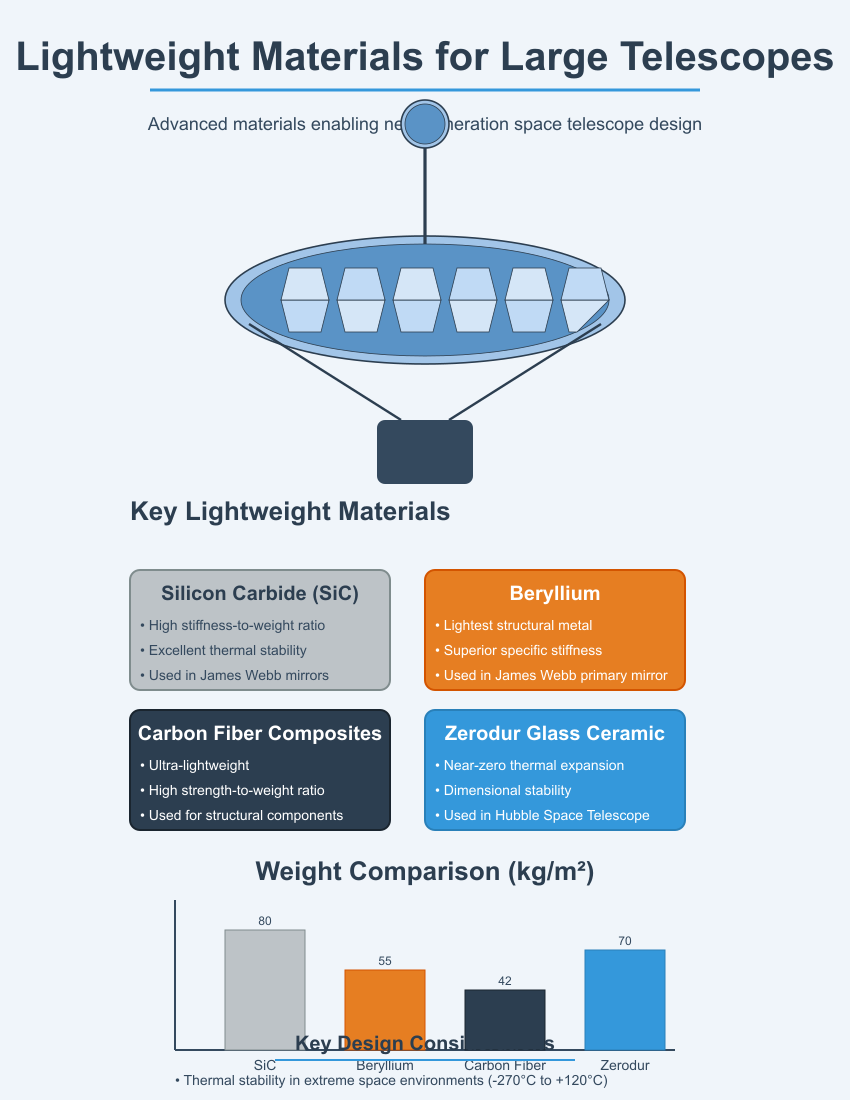 Lightweight Materials for Large Telescopes
Advanced materials enabling ne neration space telescope design
Key Lightweight Materials
Silicon Carbide (SiC)
• High stiffness-to-weight ratio
• Excellent thermal stability
• Used in James Webb mirrors
Beryllium
• Lightest structural metal
• Superior specific stiffness
• Used in James Webb primary mirror
Carbon Fiber Composites
• Ultra-lightweight
• High strength-to-weight ratio
• Used for structural components
Zerodur Glass Ceramic
• Near-zero thermal expansion
• Dimensional stability
• Used in Hubble Space Telescope
Weight Comparison (kg/m²)
80
55
42
70
Key Design Consi s
SiC Beryllium Carbon Fiber Zerodur
• Thermal stability in extreme space environments (-270°C to +120°C)